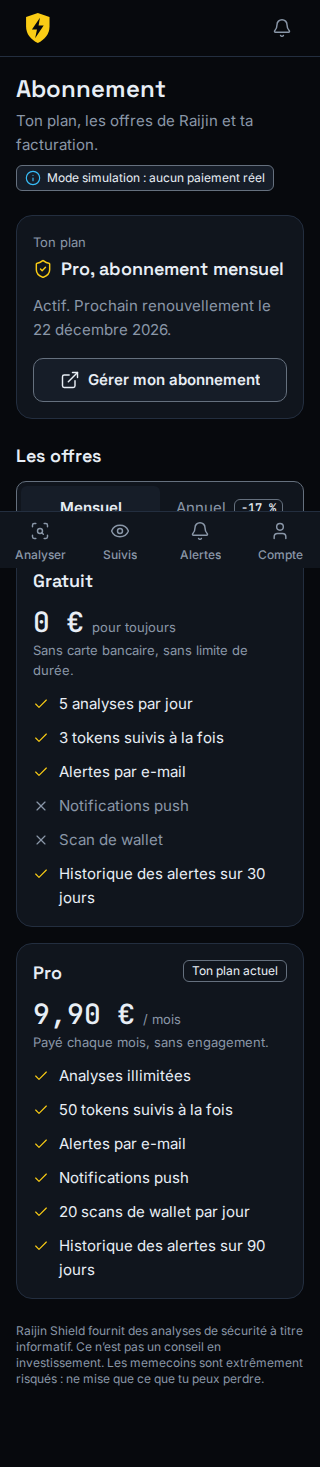 Abonnement
Ton plan, les offres de Raijin et ta
facturation.
Mode simulation : aucun paiement réel
Ton plan
Pro, abonnement mensuel
Actif. Prochain renouvellement le
22 décembre 2026.
Gérer mon abonnement
Les offres
Mensuel Annuel -17 %
Analyser Suivis Alertes Compte
Gratuit
0 € pour toujours
Sans carte bancaire, sans limite de
durée.
5 analyses par jour
3 tokens suivis à la fois
Alertes par e-mail
Notifications push
Scan de wallet
Historique des alertes sur 30
jours
Pro Ton plan actuel
9,90 € / mois
Payé chaque mois, sans engagement.
Analyses illimitées
50 tokens suivis à la fois
Alertes par e-mail
Notifications push
20 scans de wallet par jour
Historique des alertes sur 90
jours
Raijin Shield fournit des analyses de sécurité à titre
informatif. Ce n’est pas un conseil en
investissement. Les memecoins sont extrêmement
risqués : ne mise que ce que tu peux perdre.